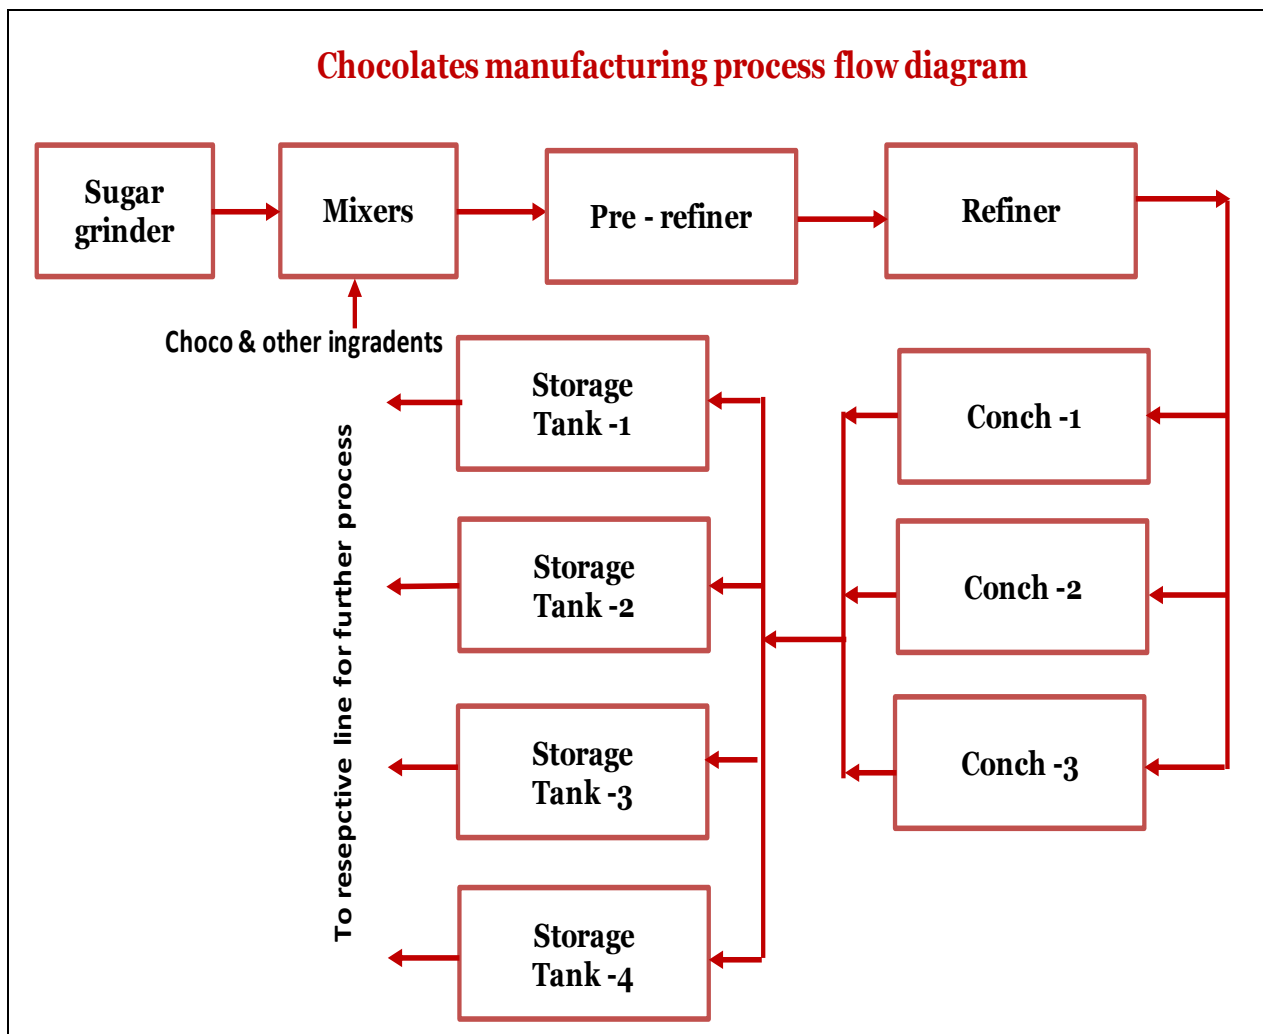 Chocolates manufacturing process flow diagram
Sugar
grinder
Mixers
Pre - refiner
Refiner
Choco & other ingradents
Storage
Tank -1
Conch -1
Storage
Tank -2
Conch -2
Storage
Tank -3
Conch -3
Storage
Tank -4
To resepctive line for further process